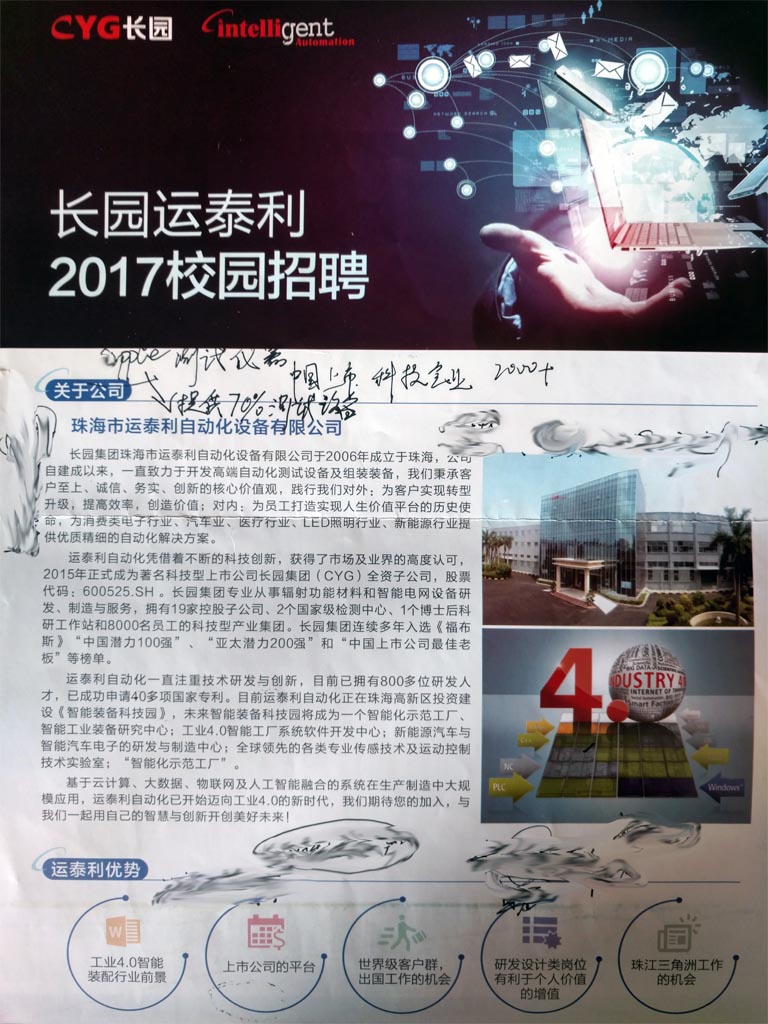 CYG长园
intelligent
Automation
长园运泰利
2017校园招聘
中国上市 科技企业 2000+
提供70%测试设备
关于公司
珠海市运泰利自动化设备有限公司
长园集团珠海市运泰利自动化设备有限公司于2006年成立于珠海，公司
自建成以来，一直致力于开发高端自动化测试设备及组装装备，我们秉承客
户至上、诚信、务实、创新的核心价值观，践行我们对外：为客户实现转型
升级，提高效率，创造价值；对内：为员工打造实现人生价值平台的历史使
命，为消费类电子行业、汽车业、医疗行业、LED照明行业、新能源行业提
供优质精细的自动化解决方案。
运泰利自动化凭借着不断的科技创新，获得了市场及业界的高度认可，
2015年正式成为著名科技型上市公司长园集团（CYG）全资子公司，股票
代码：600525.SH 。长园集团专业从事辐射功能材料和智能电网设备研
发、制造与服务，拥有19家控股子公司、2个国家级检测中心、1个博士后科
研工作站和8000名员工的科技型产业集团。长园集团连续多年入选《福布
斯》“中国潜力100强”、“亚太潜力200强”和“中国上市公司最佳老
板”等榜单。
运泰利自动化一直注重技术研发与创新，目前已拥有800多位研发人
才，已成功申请40多项国家专利。目前运泰利自动化正在珠海高新区投资建
设《智能装备科技园》，未来智能装备科技园将成为一个智能化示范工厂、
智能工业装备研究中心；工业4.0智能工厂系统软件开发中心；新能源汽车与
智能汽车电子的研发与制造中心；全球领先的各类专业传感技术及运动控制
技术实验室；“智能化示范工厂”。
基于云计算、大数据、物联网及人工智能融合的系统在生产制造中大规
模应用，运泰利自动化已开始迈向工业4.0的新时代，我们期待您的加入，与
我们一起用自己的智慧与创新开创美好未来！
4.
BIG DATA
INDUSTRY 4.0
INTERNET OF THINGS
Smart Factory
C++
NC
PLC
Windows
运泰利优势
工业4.0智能
装配行业前景
上市公司的平台
世界级客户群，
出国工作的机会
研发设计类岗位
有利于个人价值
的增值
珠江三角洲工作
的机会